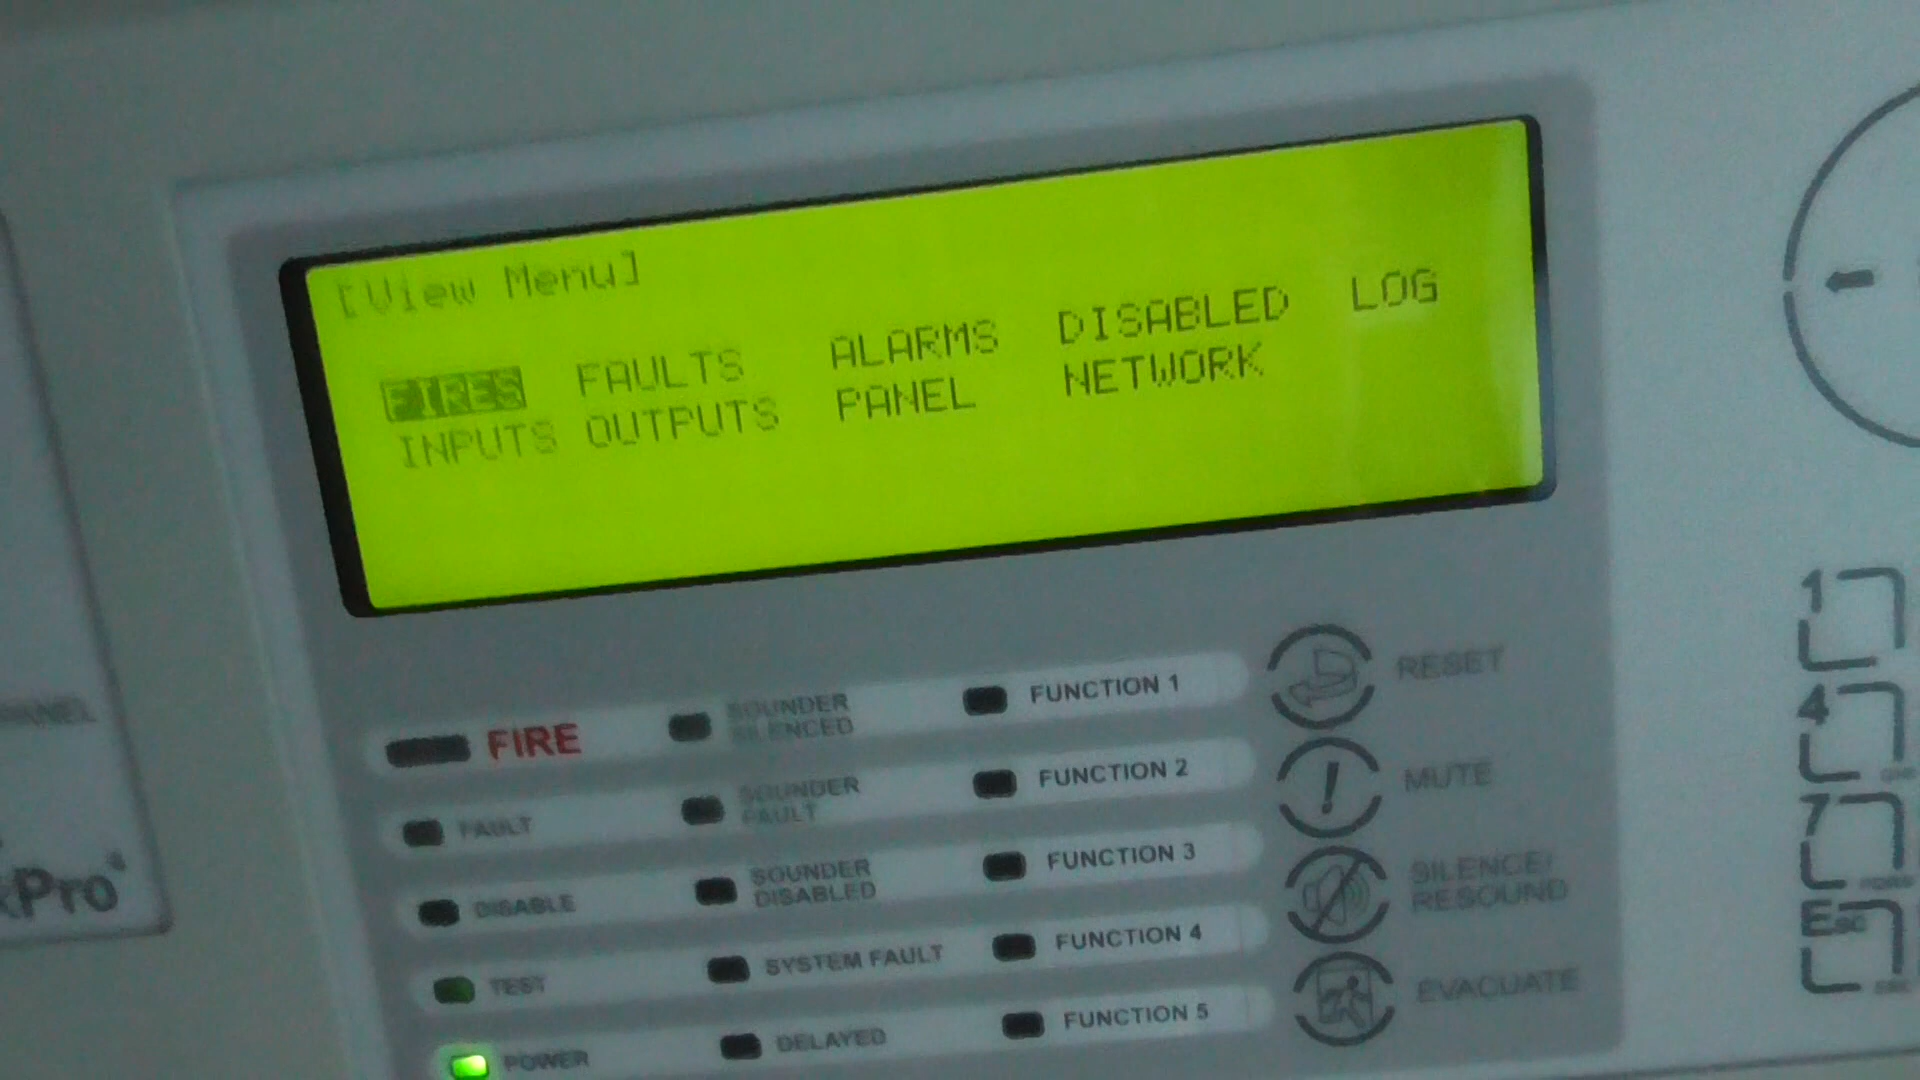 [View Menu]
FIRES FAULTS ALARMS DISABLED LOG
INPUTS OUTPUTS PANEL NETWORK
FIRE
SOUNDER
SILENCED
FUNCTION 1
RESET
FAULT
SOUNDER
FAULT
FUNCTION 2
MUTE
DISABLE
SOUNDER
DISABLED
FUNCTION 3
SILENCE/
RESOUND
TEST
SYSTEM FAULT
FUNCTION 4
EVACUATE
POWER
DELAYED
FUNCTION 5
PANEL
Pro
1
4
7
Esc